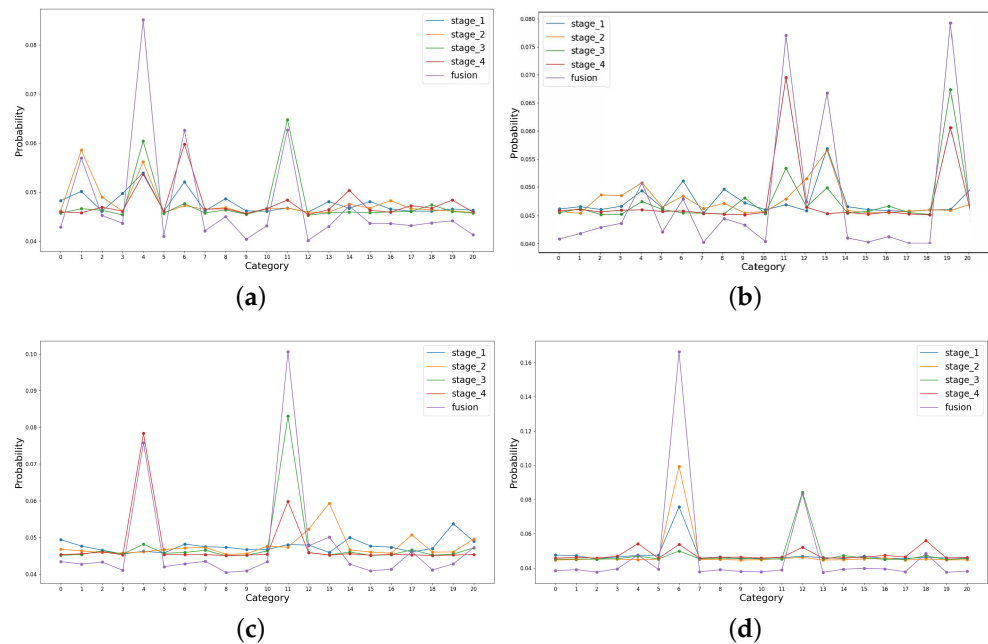 stage_1
stage_2
stage_3
stage_4
fusion
0.08
0.07
0.06
0.05
0.04
Probability
0 1 2 3 4 5 6 7 8 9 10 11 12 13 14 15 16 17 18 19 20
Category
(a)
stage_1
stage_2
stage_3
stage_4
fusion
0.080
0.075
0.070
0.065
0.060
0.055
0.050
0.045
0.040
Probability
0 1 2 3 4 5 6 7 8 9 10 11 12 13 14 15 16 17 18 19 20
Category
(b)
stage_1
stage_2
stage_3
stage_4
fusion
0.10
0.09
0.08
0.07
0.06
0.05
0.04
Probability
0 1 2 3 4 5 6 7 8 9 10 11 12 13 14 15 16 17 18 19 20
Category
(c)
stage_1
stage_2
stage_3
stage_4
fusion
0.16
0.14
0.12
0.10
0.08
0.06
0.04
Probability
0 1 2 3 4 5 6 7 8 9 10 11 12 13 14 15 16 17 18 19 20
Category
(d)